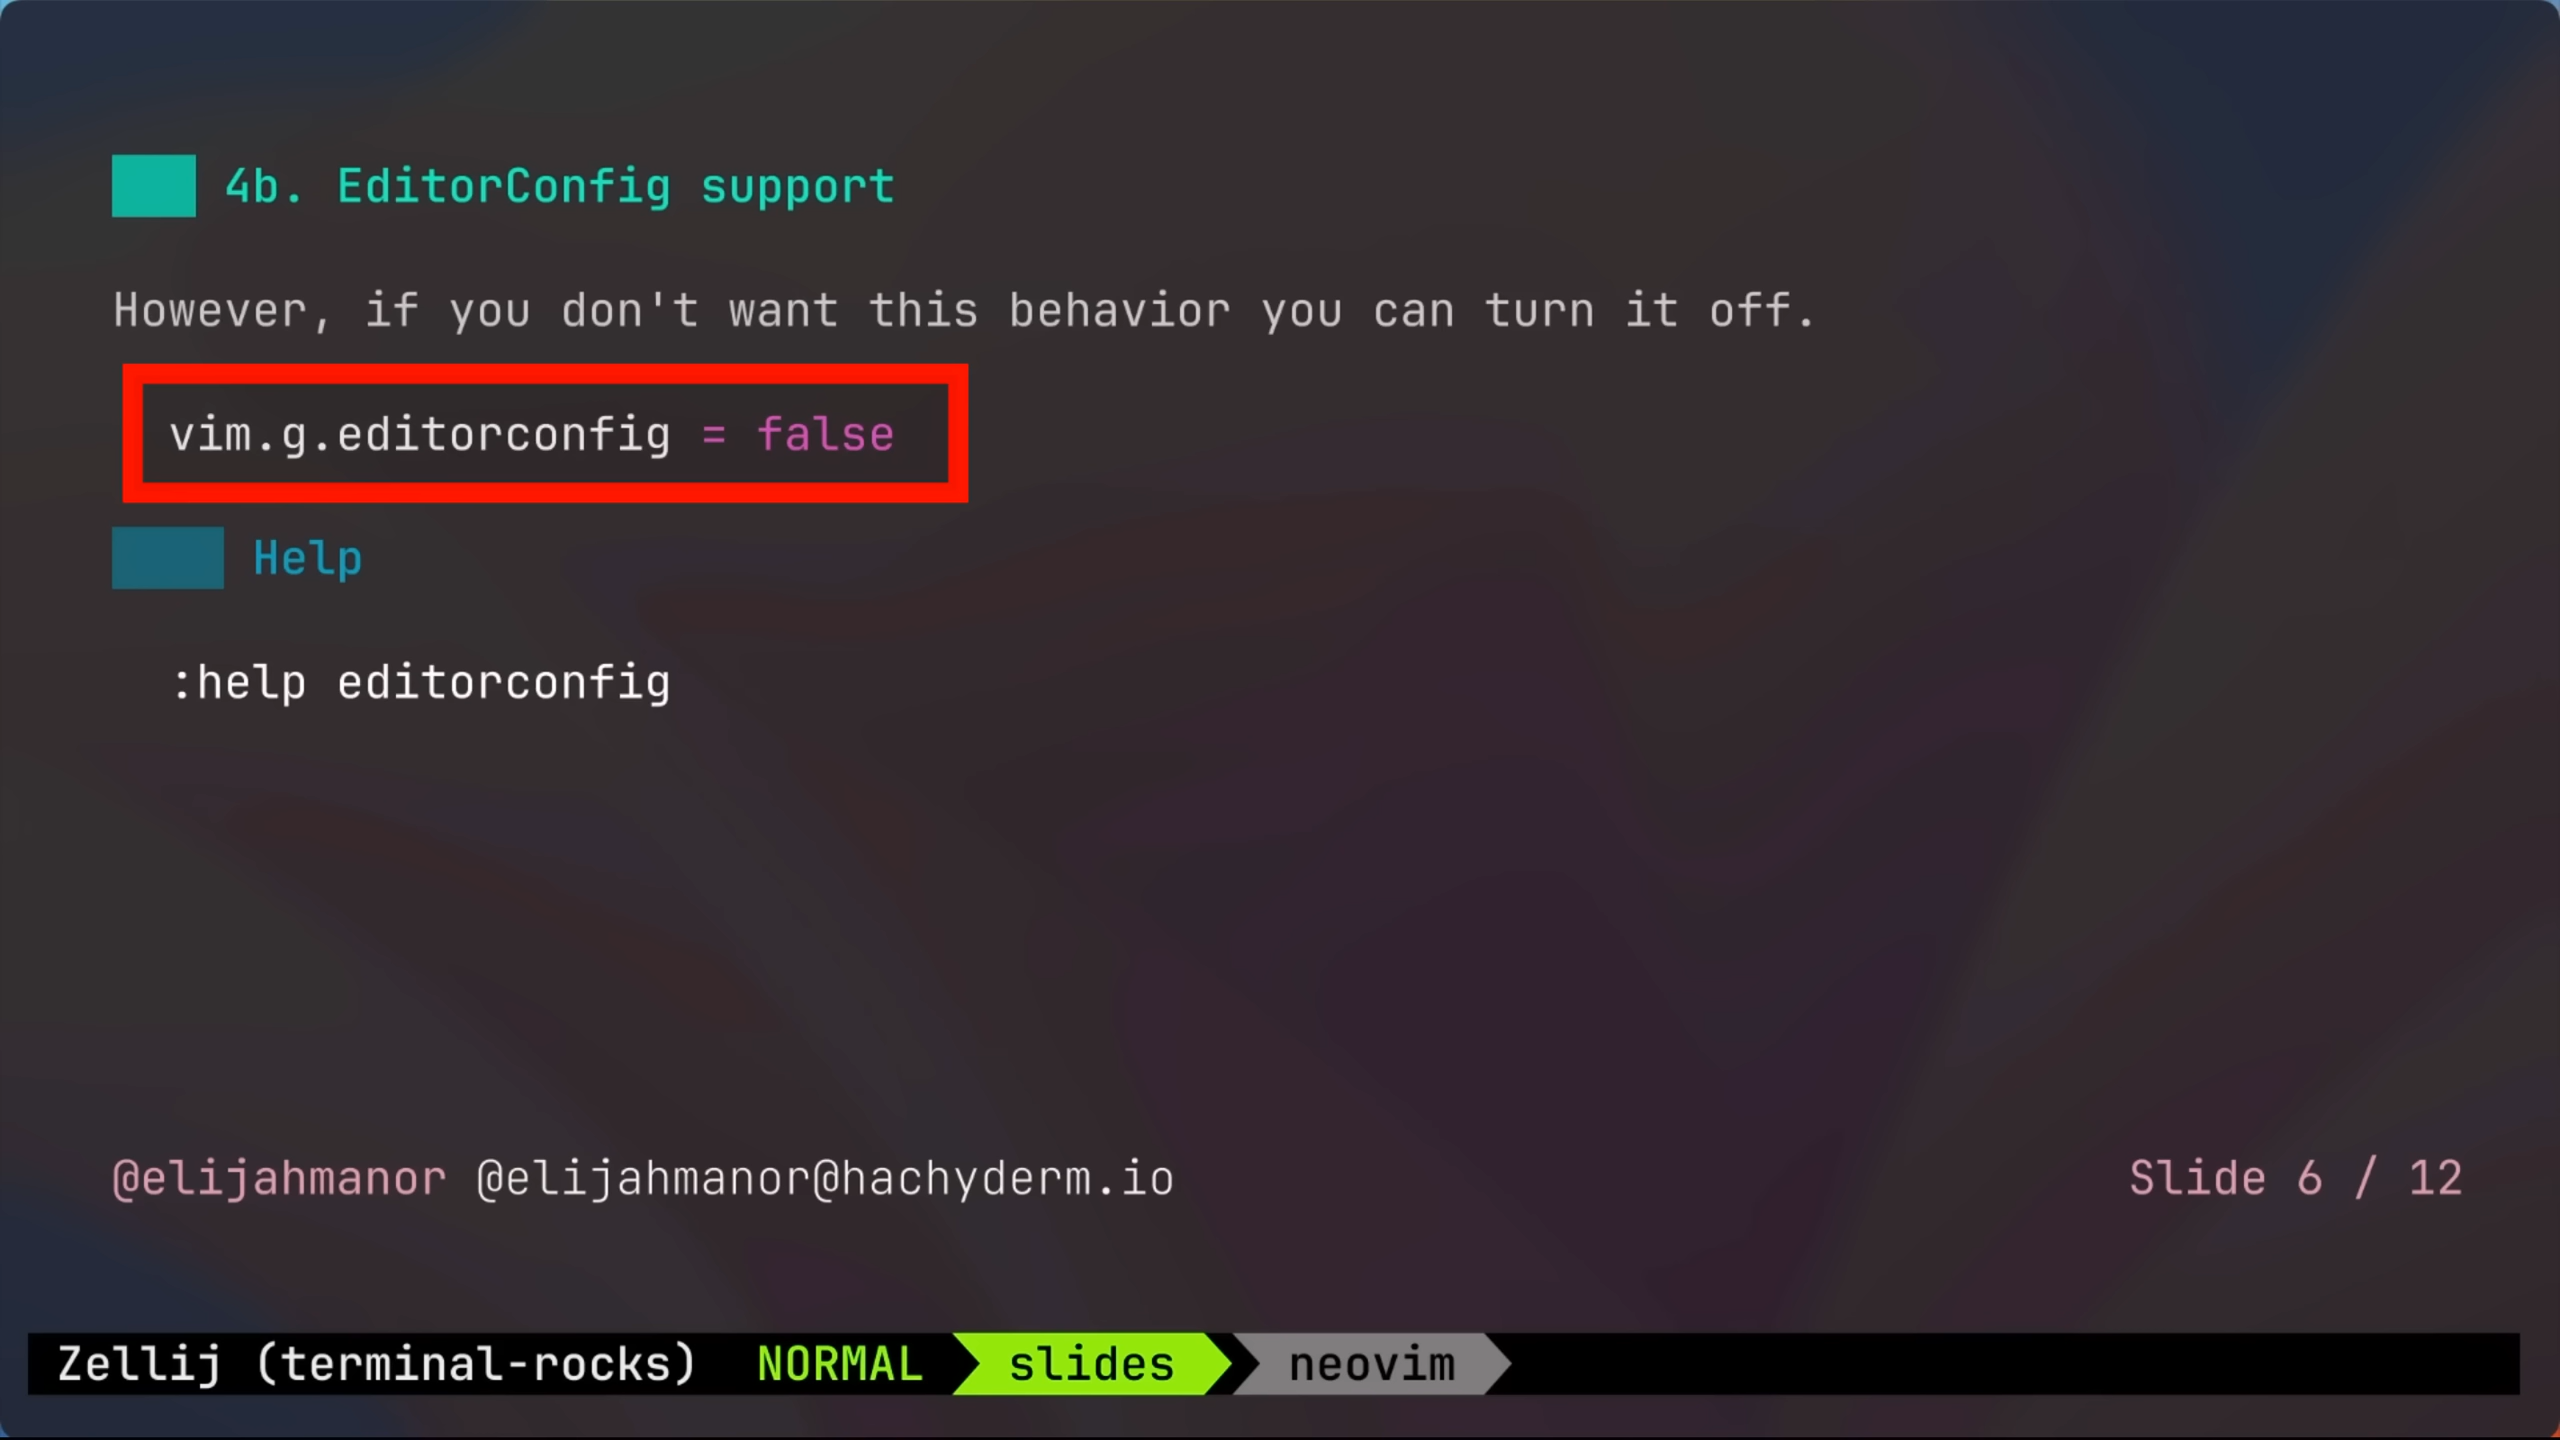 4b. EditorConfig support
However, if you don't want this behavior you can turn it off.
vim.g.editorconfig = false
Help
:help editorconfig
@elijahmanor @elijahmanor@hachyderm.io
Slide 6 / 12
Zellij (terminal-rocks) NORMAL slides neovim